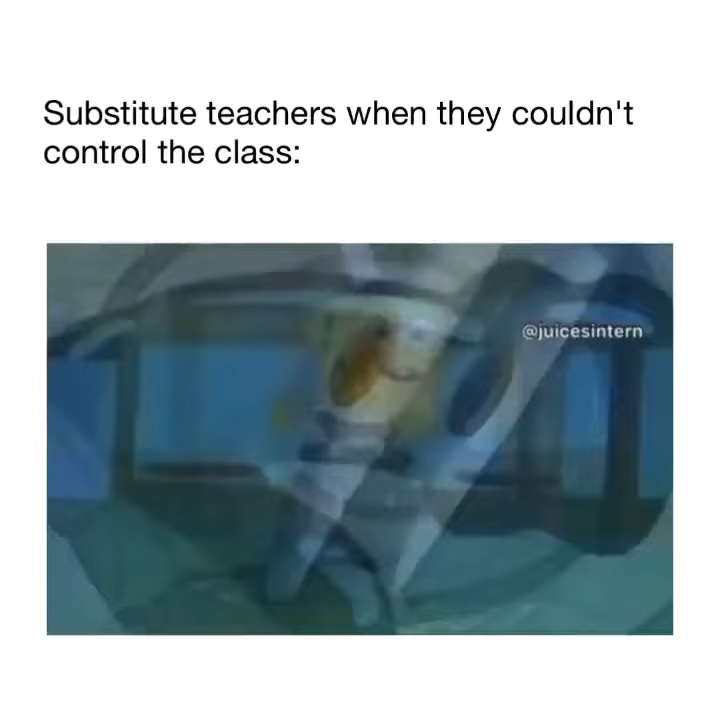 Substitute teachers when they couldn't
control the class:
@juicesintern